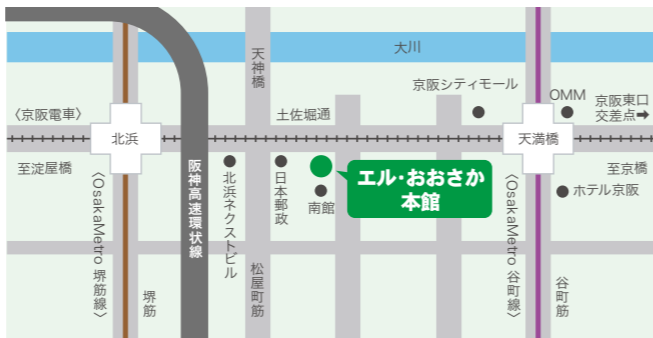 大川
天神橋
京阪シティモール
OMM
京阪東口
交差点➡
〈京阪電車〉
土佐堀通
北浜
天満橋
至淀屋橋
至京橋
阪神高速環状線
北浜ネクストビル
日本郵政
南館
エル・おおさか
本館
ホテル京阪
〈OsakaMetro 堺筋線〉
堺筋
松屋町筋
〈OsakaMetro 谷町線〉
谷町筋